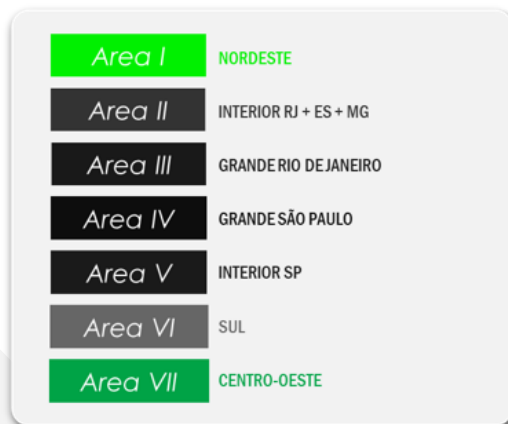 Area I NORDESTE
Area II INTERIOR RJ + ES + MG
Area III GRANDE RIO DE JANEIRO
Area IV GRANDE SÃO PAULO
Area V INTERIOR SP
Area VI SUL
Area VII CENTRO-OESTE